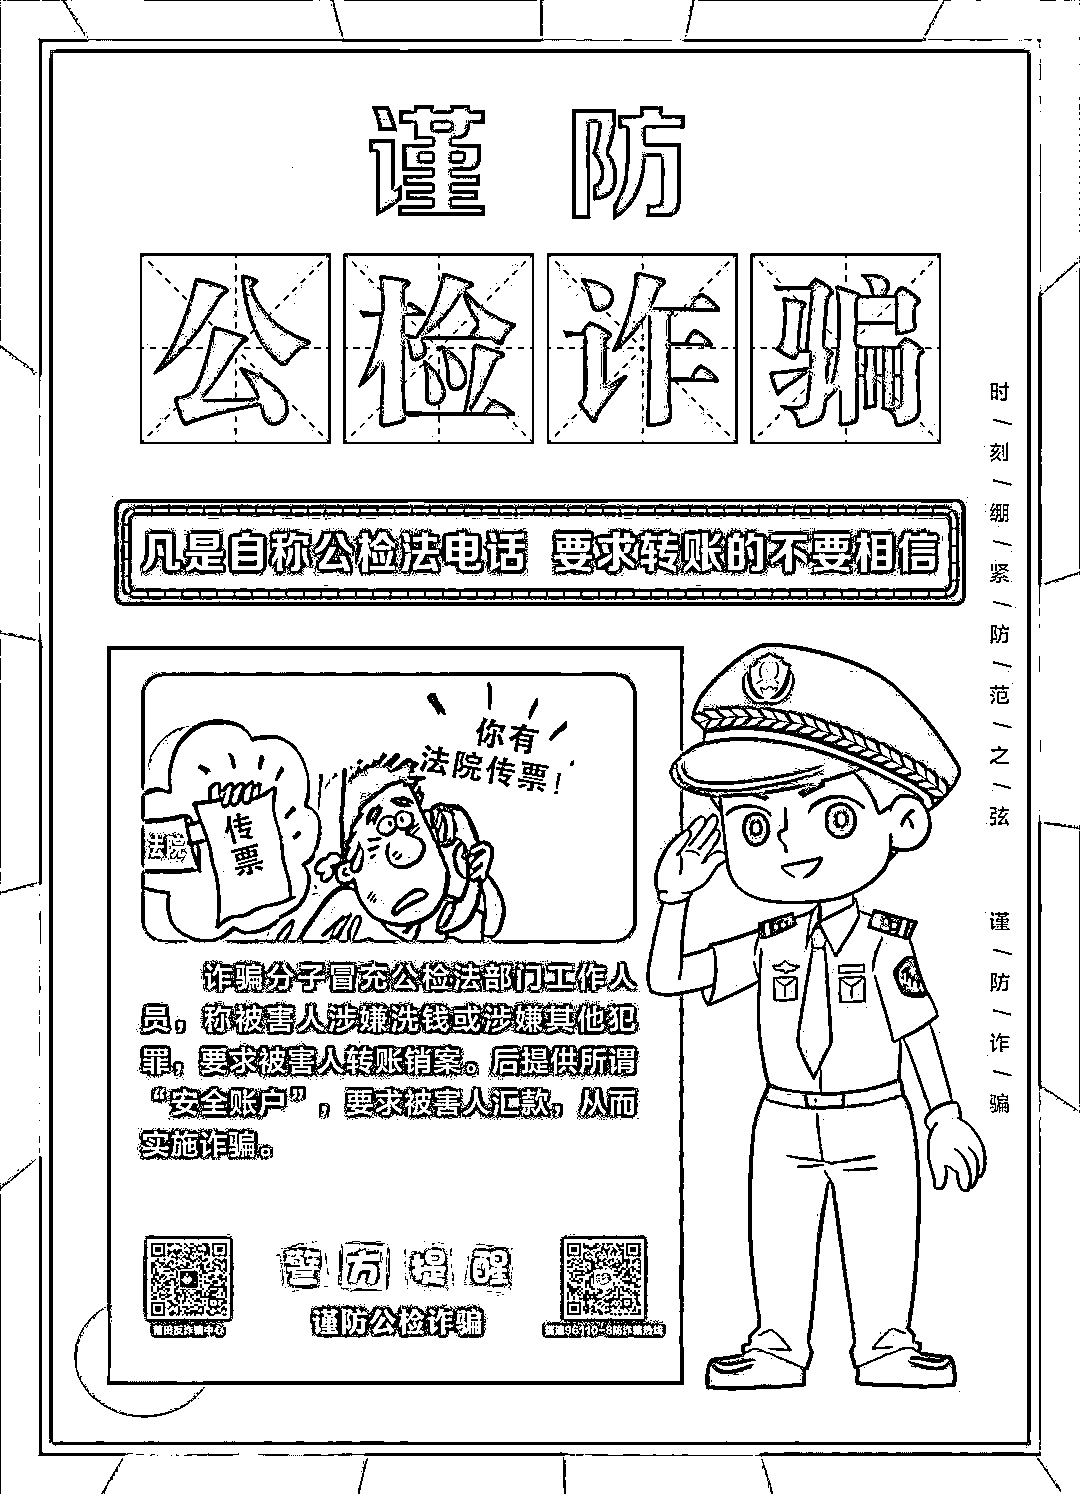 谨防
公检诈骗
凡是自称公检法电话 要求转账的不要相信
时/刻/绷/紧/防/范/之/弦
谨/防/诈/骗
你有
法院传票！
法院
传票
诈骗分子冒充公检法部门工作人
员，称被害人涉嫌洗钱或涉嫌其他犯
罪，要求被害人转账销案。后提供所谓
“安全账户”，要求被害人汇款，从而
实施诈骗。
警方提醒
谨防公检诈骗